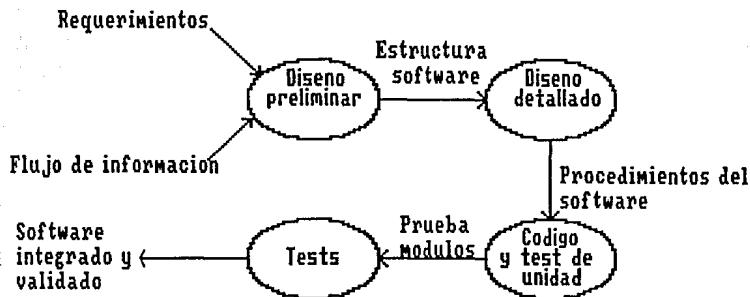 Requerimientos
Estructura
software
Diseno
preliminar
Diseno
detallado
Flujo de informacion
Procedimientos del
software
Software
integrado y
validado
Tests
Prueba
modulos
Codigo
y test de
unidad